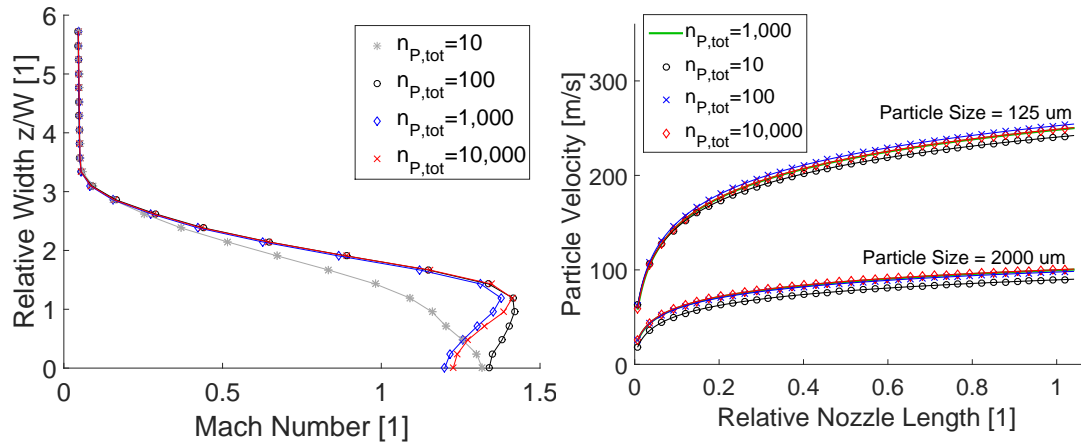 6
5
4
3
2
1
0
Relative Width z/W [1]
0
0.5
1
1.5
Mach Number [1]
n_P,tot=10
n_P,tot=100
n_P,tot=1,000
n_P,tot=10,000
300
200
100
0
Particle Velocity [m/s]
0
0.2
0.4
0.6
0.8
1
Relative Nozzle Length [1]
n_P,tot=1,000
n_P,tot=10
n_P,tot=100
n_P,tot=10,000
Particle Size = 125 um
Particle Size = 2000 um